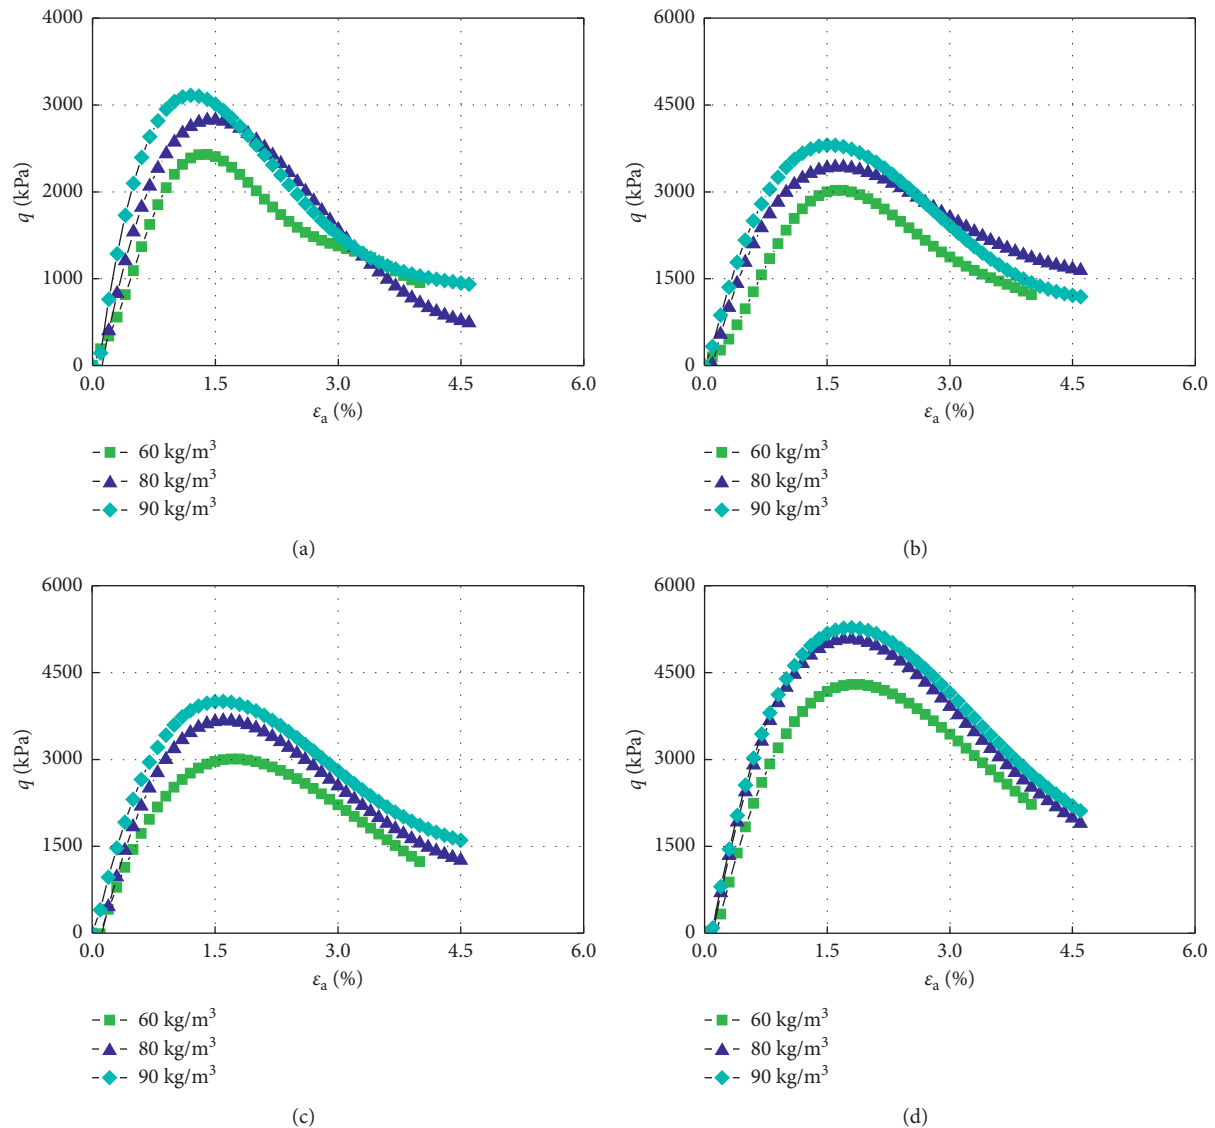 4000
3000
2000
1000
0
q (kPa)
0.0 1.5 3.0 4.5 6.0
εa (%)
60 kg/m³
80 kg/m³
90 kg/m³
(a)
6000
4500
3000
1500
0
q (kPa)
0.0 1.5 3.0 4.5 6.0
εa (%)
60 kg/m³
80 kg/m³
90 kg/m³
(b)
6000
4500
3000
1500
0
q (kPa)
0.0 1.5 3.0 4.5 6.0
εa (%)
60 kg/m³
80 kg/m³
90 kg/m³
(c)
6000
4500
3000
1500
0
q (kPa)
0.0 1.5 3.0 4.5 6.0
εa (%)
60 kg/m³
80 kg/m³
90 kg/m³
(d)